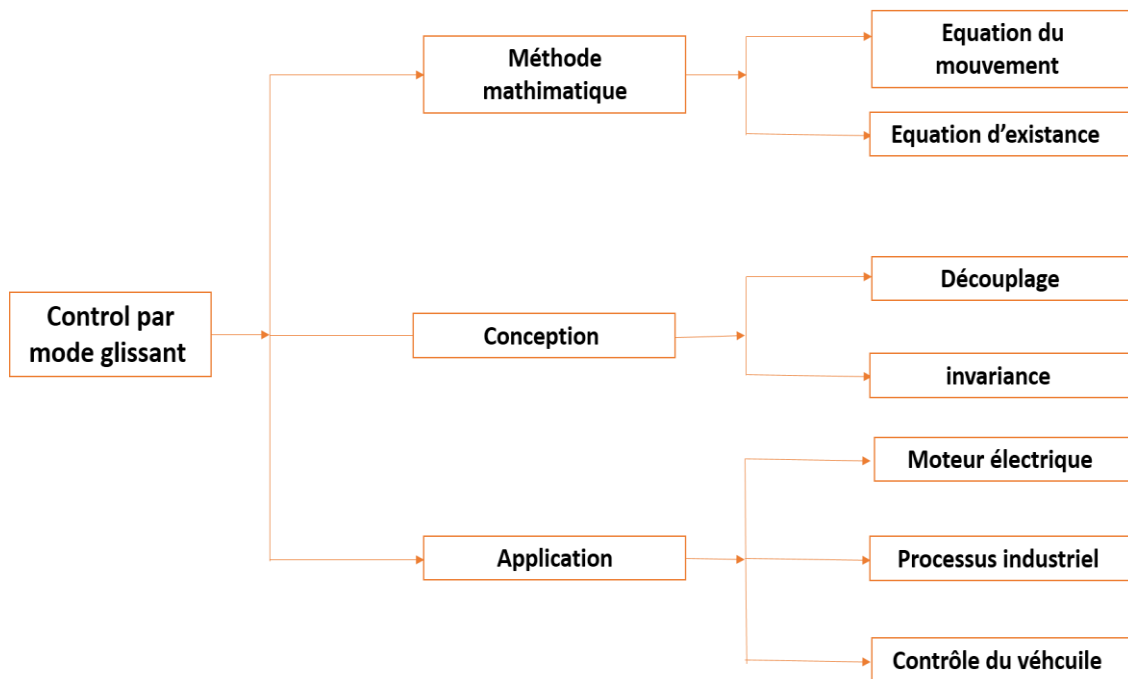 Control par
mode glissant
Méthode
mathimatique
Equation du
mouvement
Equation d’existance
Conception
Découplage
invariance
Application
Moteur électrique
Processus industriel
Contrôle du véhcuile